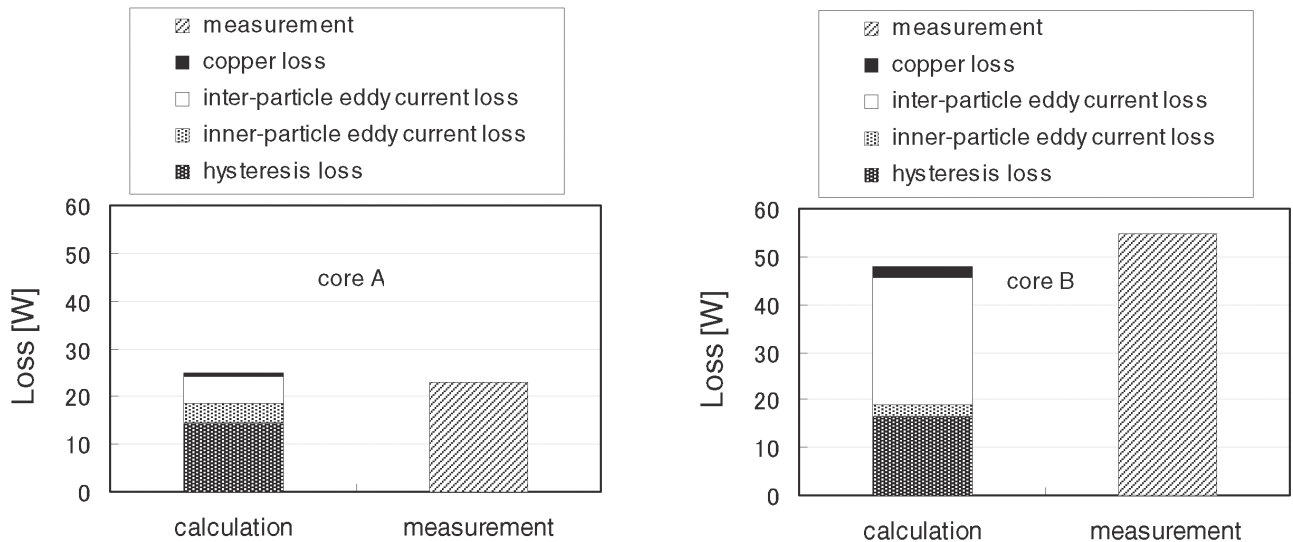 measurement
copper loss
inter-particle eddy current loss
inner-particle eddy current loss
hysteresis loss
60
50
40
30
20
10
0
Loss [W]
core A
calculation
measurement
measurement
copper loss
inter-particle eddy current loss
inner-particle eddy current loss
hysteresis loss
60
50
40
30
20
10
0
Loss [W]
core B
calculation
measurement